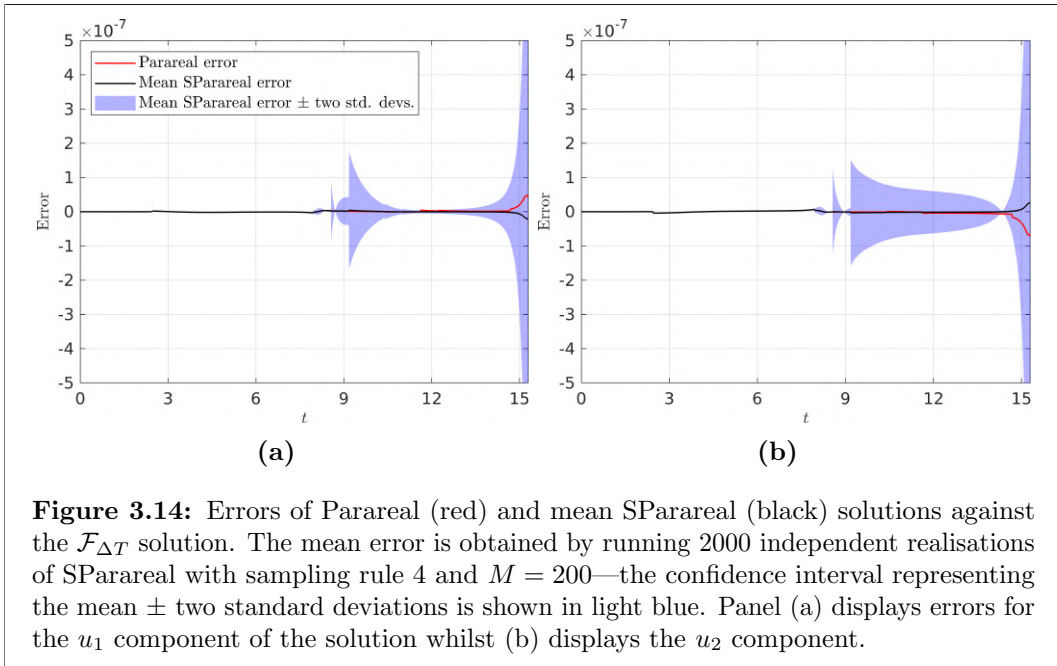 ×10⁻⁷
5
4
3
2
1
0
-1
-2
-3
-4
-5
Error
Parareal error
Mean SParareal error
Mean SParareal error ± two std. devs.
0 3 6 9 12 15
t
(a)
×10⁻⁷
5
4
3
2
1
0
-1
-2
-3
-4
-5
Error
0 3 6 9 12 15
t
(b)
Figure 3.14: Errors of Parareal (red) and mean SParareal (black) solutions against
the 𝓕_ΔT solution. The mean error is obtained by running 2000 independent realisations
of SParareal with sampling rule 4 and M = 200—the confidence interval representing
the mean ± two standard deviations is shown in light blue. Panel (a) displays errors for
the u₁ component of the solution whilst (b) displays the u₂ component.